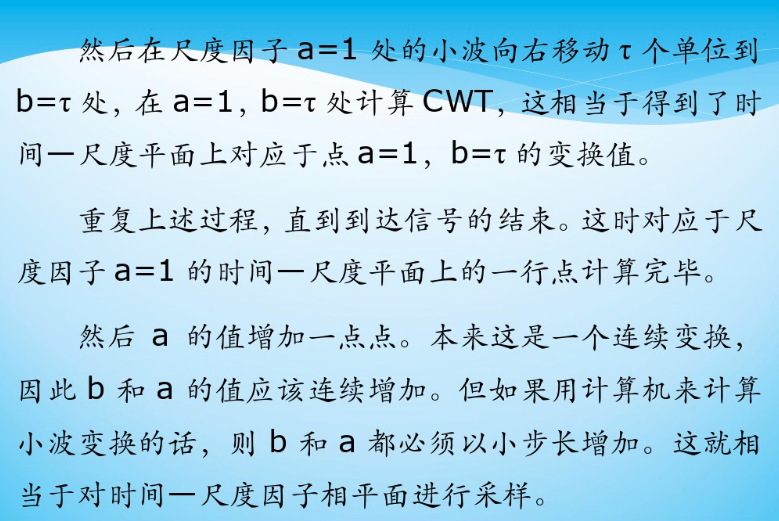 然后在尺度因子 a=1 处的小波向右移动 τ 个单位到
b=τ 处，在 a=1，b=τ 处计算 CWT，这相当于得到了时
间—尺度平面上对应于点 a=1，b=τ 的变换值。
重复上述过程，直到到达信号的结束。这时对应于尺
度因子 a=1 的时间—尺度平面上的一行点计算完毕。
然后 a 的值增加一点点。本来这是一个连续变换，
因此 b 和 a 的值应该连续增加。但如果用计算机来计算
小波变换的话，则 b 和 a 都必须以小步长增加。这就相
当于对时间—尺度因子相平面进行采样。